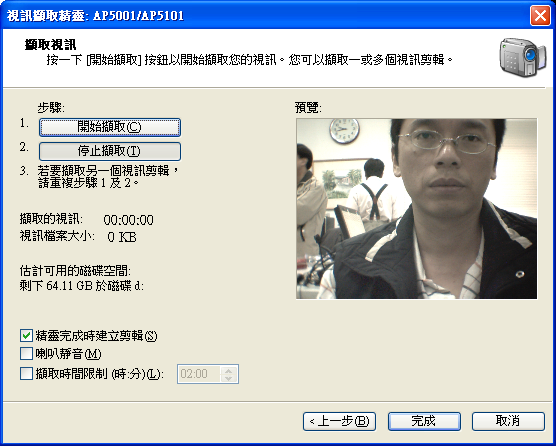 視訊擷取精靈: AP5001/AP5101
擷取視訊
按一下 [開始擷取] 按鈕以開始擷取您的視訊。您可以擷取一或多個視訊剪輯。
步驟:
1. 開始擷取(C)
2. 停止擷取(T)
3. 若要擷取另一個視訊剪輯，
請重複步驟 1 及 2。
擷取的視訊: 00:00:00
視訊檔案大小: 0 KB
估計可用的磁碟空間:
剩下 64.11 GB 於磁碟 d:
精靈完成時建立剪輯(S)
喇叭靜音(M)
擷取時間限制 (時:分)(L): 02:00
預覽:
< 上一步(B)
完成
取消